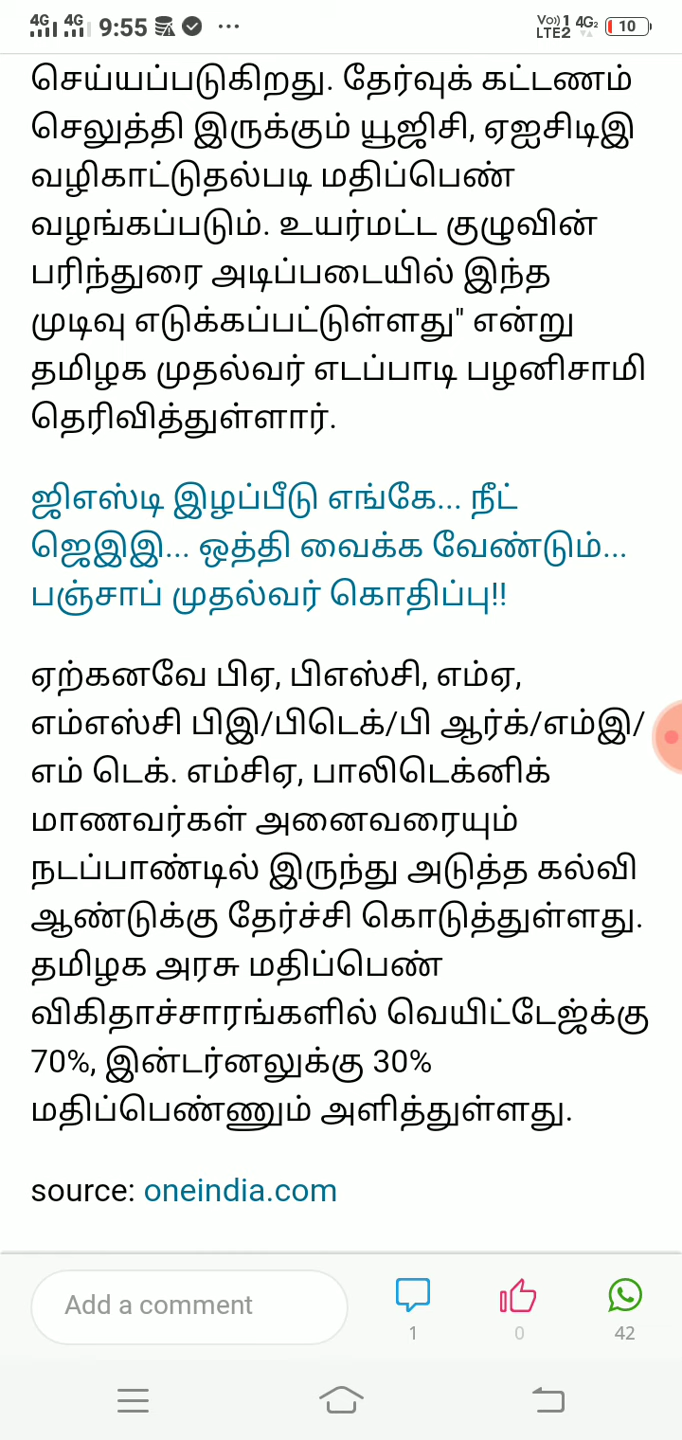 4G 4G 9:55 ... Vo)) 1 LTE2 4G2 10
செய்யப்படுகிறது. தேர்வுக் கட்டணம்
செலுத்தி இருக்கும் யூஜிசி, ஏஐசிடிஇ
வழிகாட்டுதல்படி மதிப்பெண்
வழங்கப்படும். உயர்மட்ட குழுவின்
பரிந்துரை அடிப்படையில் இந்த
முடிவு எடுக்கப்பட்டுள்ளது" என்று
தமிழக முதல்வர் எடப்பாடி பழனிசாமி
தெரிவித்துள்ளார்.
ஜிஎஸ்டி இழப்பீடு எங்கே... நீட்
ஜெஇஇ... ஒத்தி வைக்க வேண்டும்...
பஞ்சாப் முதல்வர் கொதிப்பு!!
ஏற்கனவே பிஏ, பிஎஸ்சி, எம்ஏ,
எம்எஸ்சி பிஇ/பிடெக்/பி ஆர்க்/எம்இ/
எம் டெக். எம்சிஏ, பாலிடெக்னிக்
மாணவர்கள் அனைவரையும்
நடப்பாண்டில் இருந்து அடுத்த கல்வி
ஆண்டுக்கு தேர்ச்சி கொடுத்துள்ளது.
தமிழக அரசு மதிப்பெண்
விகிதாச்சாரங்களில் வெயிட்டேஜ்க்கு
70%, இன்டர்னலுக்கு 30%
மதிப்பெண்ணும் அளித்துள்ளது.
source: oneindia.com
Add a comment
1 0 42